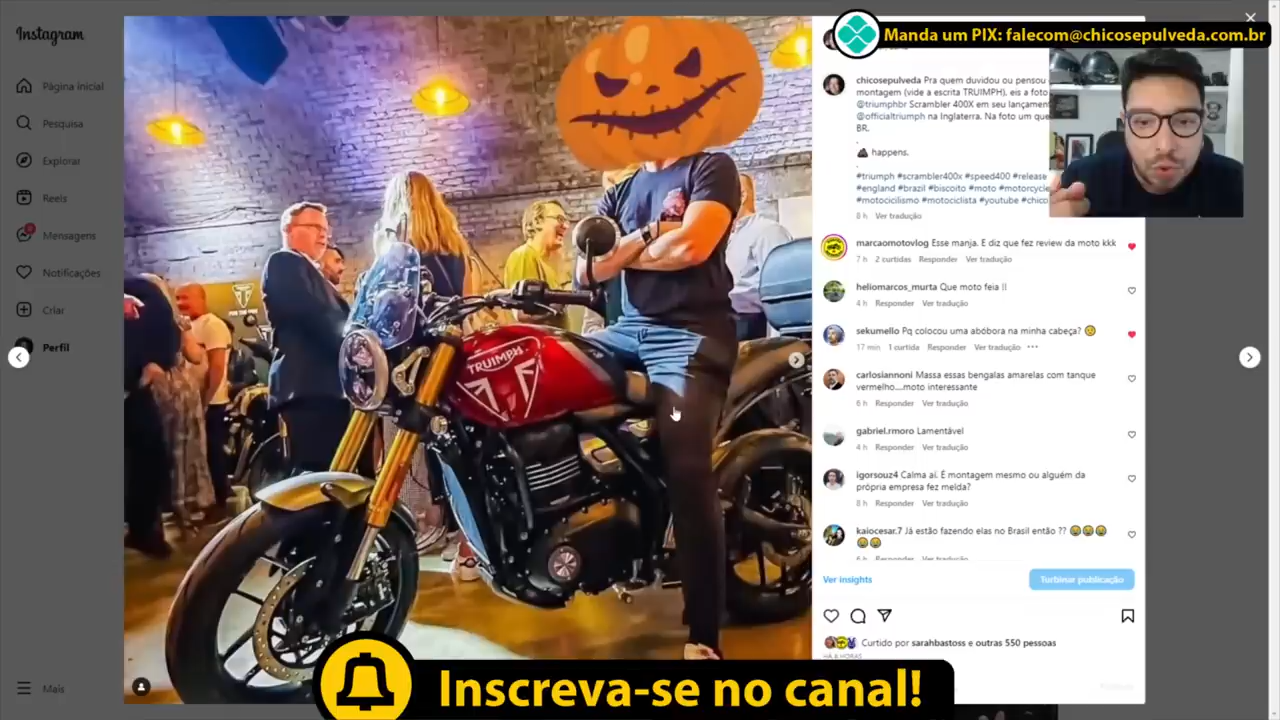 Instagram
Manda um PIX: falecom@chicosepulveda.com.br
Página inicial
Pesquisa
Explorar
Reels
Mensagens
Notificações
Criar
Perfil
Mais
TRUIMPH
chicosepulveda Pra quem duvidou ou pensou
montagem (vide a escrita TRUIMPH), eis a foto
@triumphbr Scrambler 400X em seu lançament
@officialtriumph na Inglaterra. Na foto um que
BR.
.
happens.
.
#triumph #scrambler400x #speed400 #release
#england #brazil #biscoito #moto #motorcycle
#motociclismo #motociclista #youtube #chico
8 h Ver tradução
marcaomotovlog Esse manja. E diz que fez review da moto kkk
7 h 2 curtidas Responder Ver tradução
heliomarcos_murta Que moto feia !!
4 h Responder Ver tradução
sekumello Pq colocou uma abóbora na minha cabeça?
17 min 1 curtida Responder Ver tradução
carlosiannoni Massa essas bengalas amarelas com tanque
vermelho....moto interessante
6 h Responder Ver tradução
gabriel.rmoro Lamentável
4 h Responder Ver tradução
igorsouz4 Calma aí. É montagem mesmo ou alguém da
própria empresa fez melda?
8 h Responder Ver tradução
kaiocesar.7 Já estão fazendo elas no Brasil então ??
6 h Responder Ver tradução
Ver insights
Turbinar publicação
Curtido por sarahbastoss e outras 550 pessoas
HÁ 8 HORAS
Inscreva-se no canal!